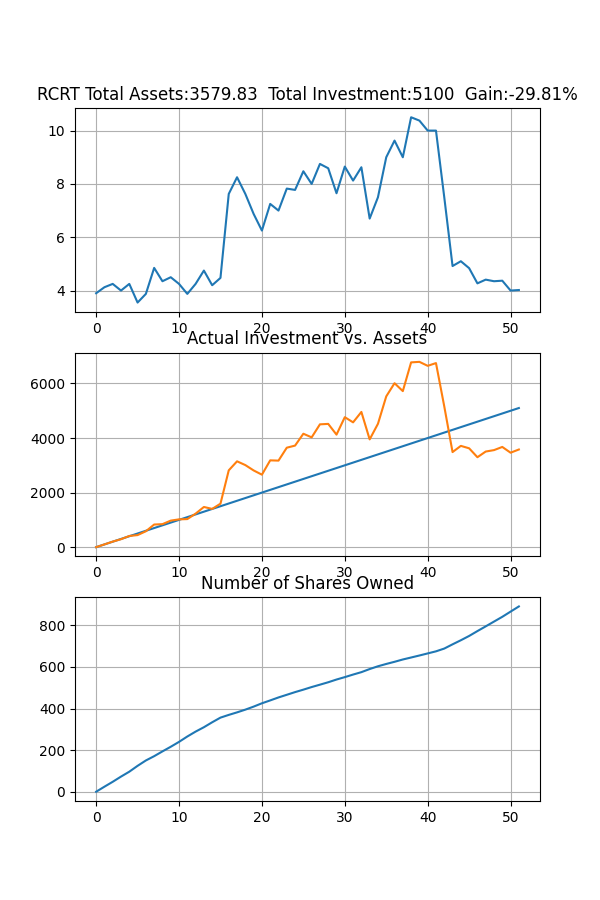 RCRT Total Assets:3579.83  Total Investment:5100  Gain:-29.81%
10
8
6
4
0 10 20 30 40 50
Actual Investment vs. Assets
6000
4000
2000
0
0 10 20 30 40 50
Number of Shares Owned
800
600
400
200
0
0 10 20 30 40 50